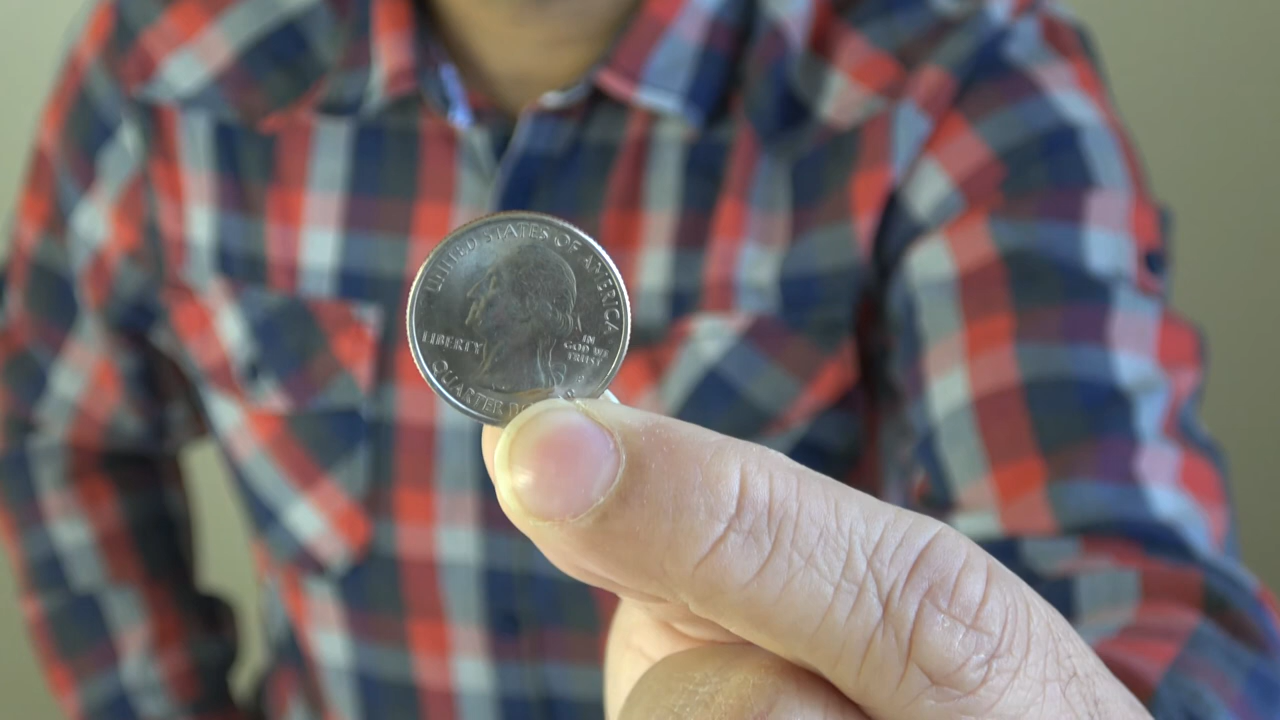 UNITED STATES OF AMERICA
LIBERTY
IN
GOD WE
TRUST
QUARTER